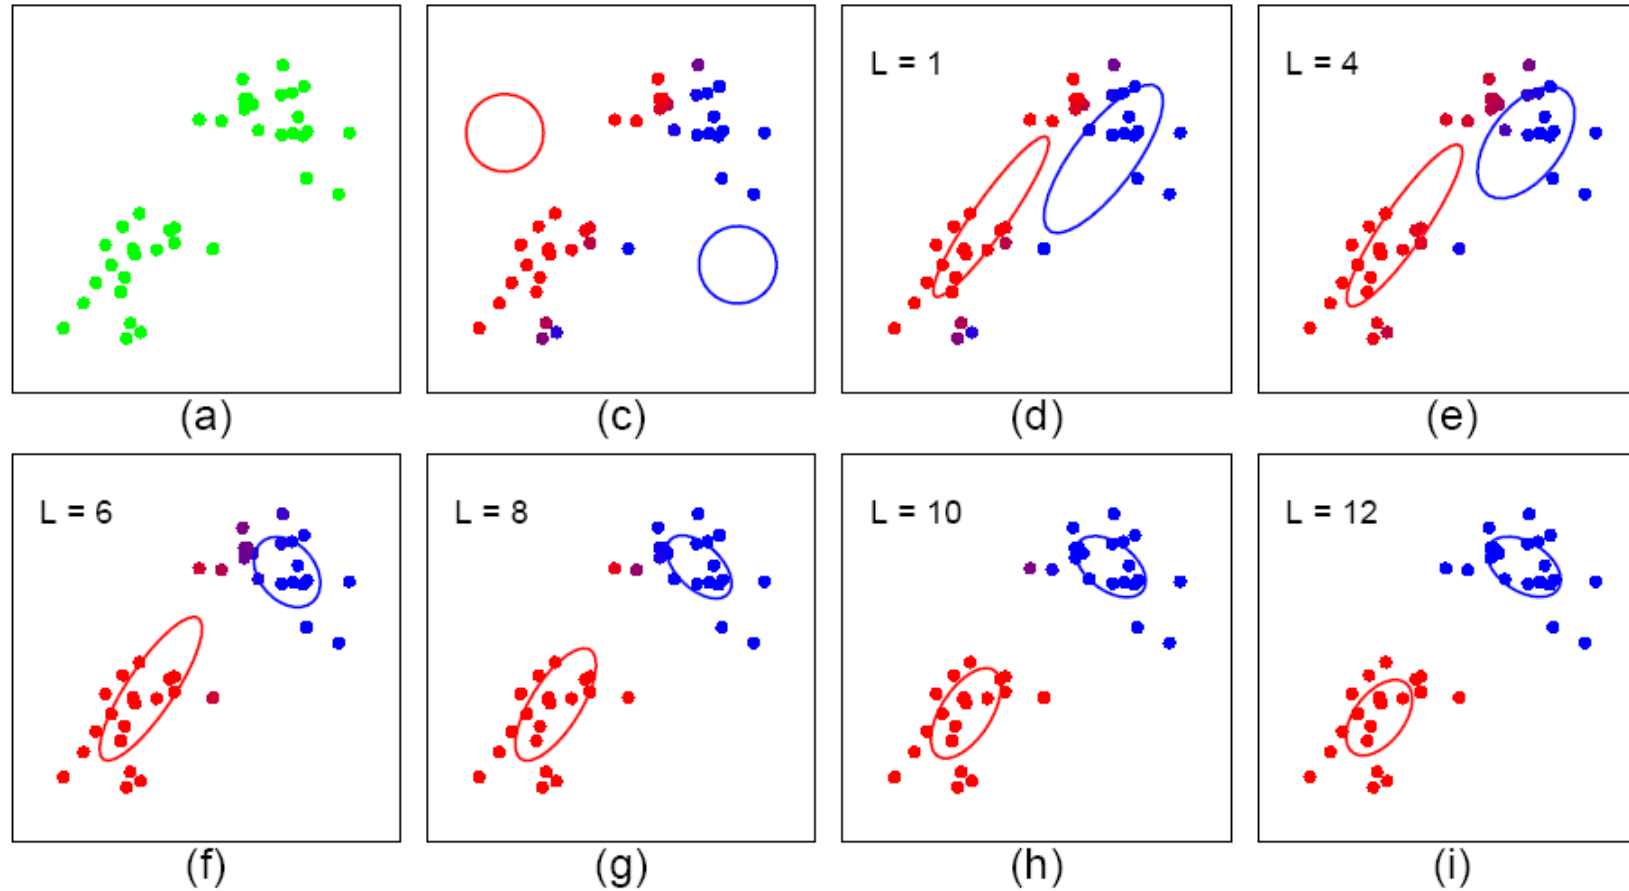 L = 1
L = 4
(a)
(c)
(d)
(e)
L = 6
L = 8
L = 10
L = 12
(f)
(g)
(h)
(i)